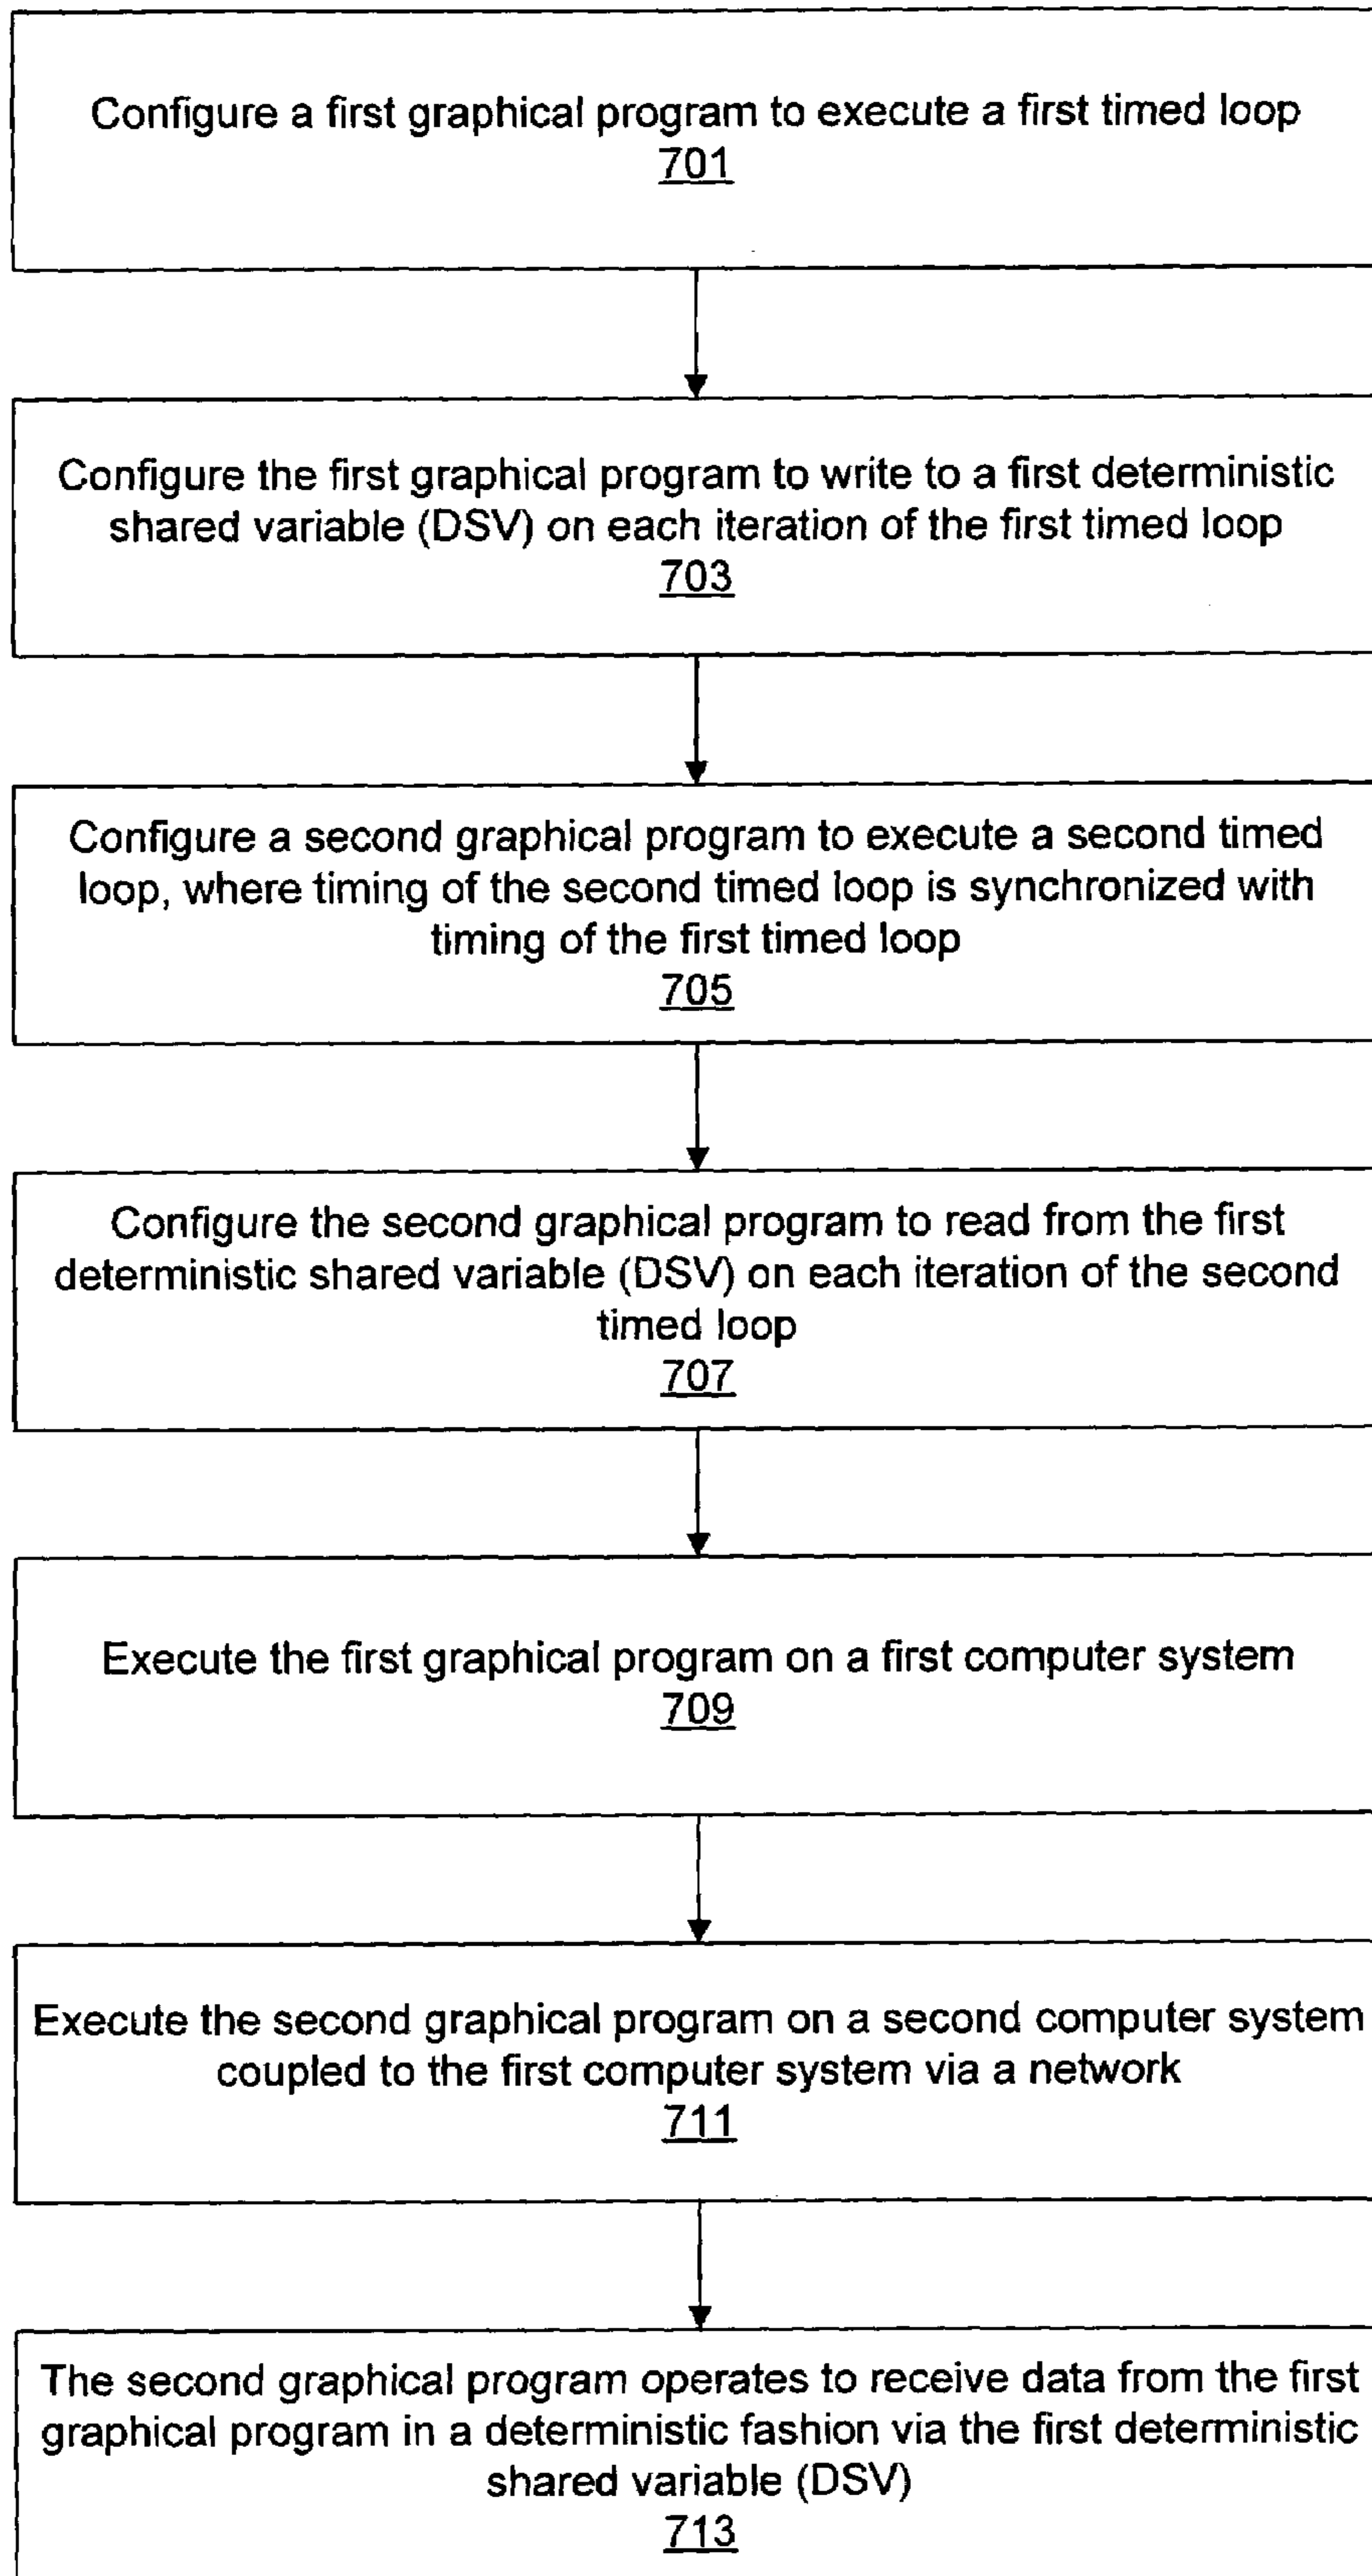 Configure a first graphical program to execute a first timed loop
701
Configure the first graphical program to write to a first deterministic
shared variable (DSV) on each iteration of the first timed loop
703
Configure a second graphical program to execute a second timed
loop, where timing of the second timed loop is synchronized with
timing of the first timed loop
705
Configure the second graphical program to read from the first
deterministic shared variable (DSV) on each iteration of the second
timed loop
707
Execute the first graphical program on a first computer system
709
Execute the second graphical program on a second computer system
coupled to the first computer system via a network
711
The second graphical program operates to receive data from the first
graphical program in a deterministic fashion via the first deterministic
shared variable (DSV)
713